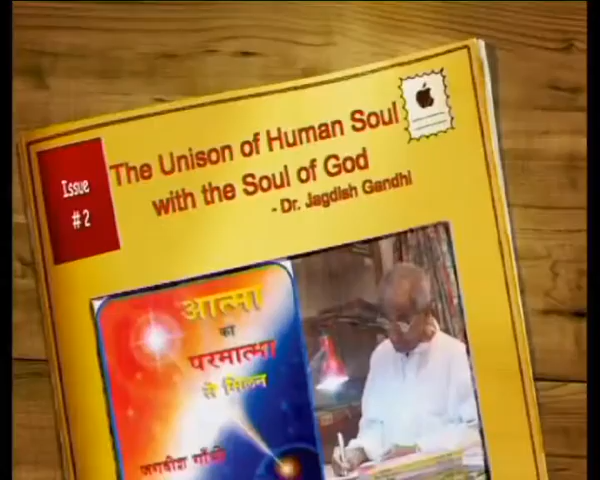 Issue
#2
The Unison of Human Soul
with the Soul of God
- Dr. Jagdish Gandhi
आत्मा
का
परमात्मा
से मिलन
जगदीश गाँधी